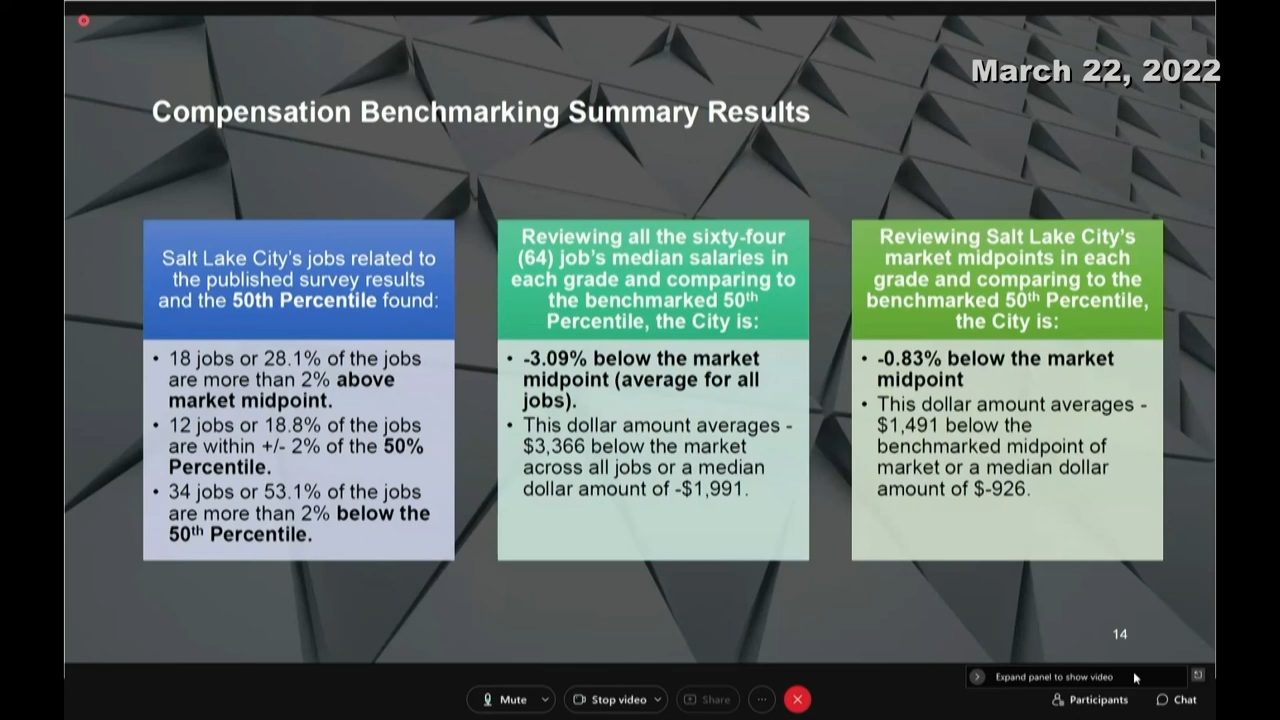 March 22, 2022
Compensation Benchmarking Summary Results
Salt Lake City's jobs related to
the published survey results
and the 50th Percentile found:
• 18 jobs or 28.1% of the jobs
are more than 2% above
market midpoint.
• 12 jobs or 18.8% of the jobs
are within +/- 2% of the 50%
Percentile.
• 34 jobs or 53.1% of the jobs
are more than 2% below the
50th Percentile.
Reviewing all the sixty-four
(64) job's median salaries in
each grade and comparing to
the benchmarked 50th
Percentile, the City is:
• -3.09% below the market
midpoint (average for all
jobs).
• This dollar amount averages -
$3,366 below the market
across all jobs or a median
dollar amount of -$1,991.
Reviewing Salt Lake City's
market midpoints in each
grade and comparing to the
benchmarked 50th Percentile,
the City is:
• -0.83% below the market
midpoint
• This dollar amount averages -
$1,491 below the
benchmarked midpoint of
market or a median dollar
amount of $-926.
14
Expand panel to show video
Mute
Stop video
Share
Participants
Chat